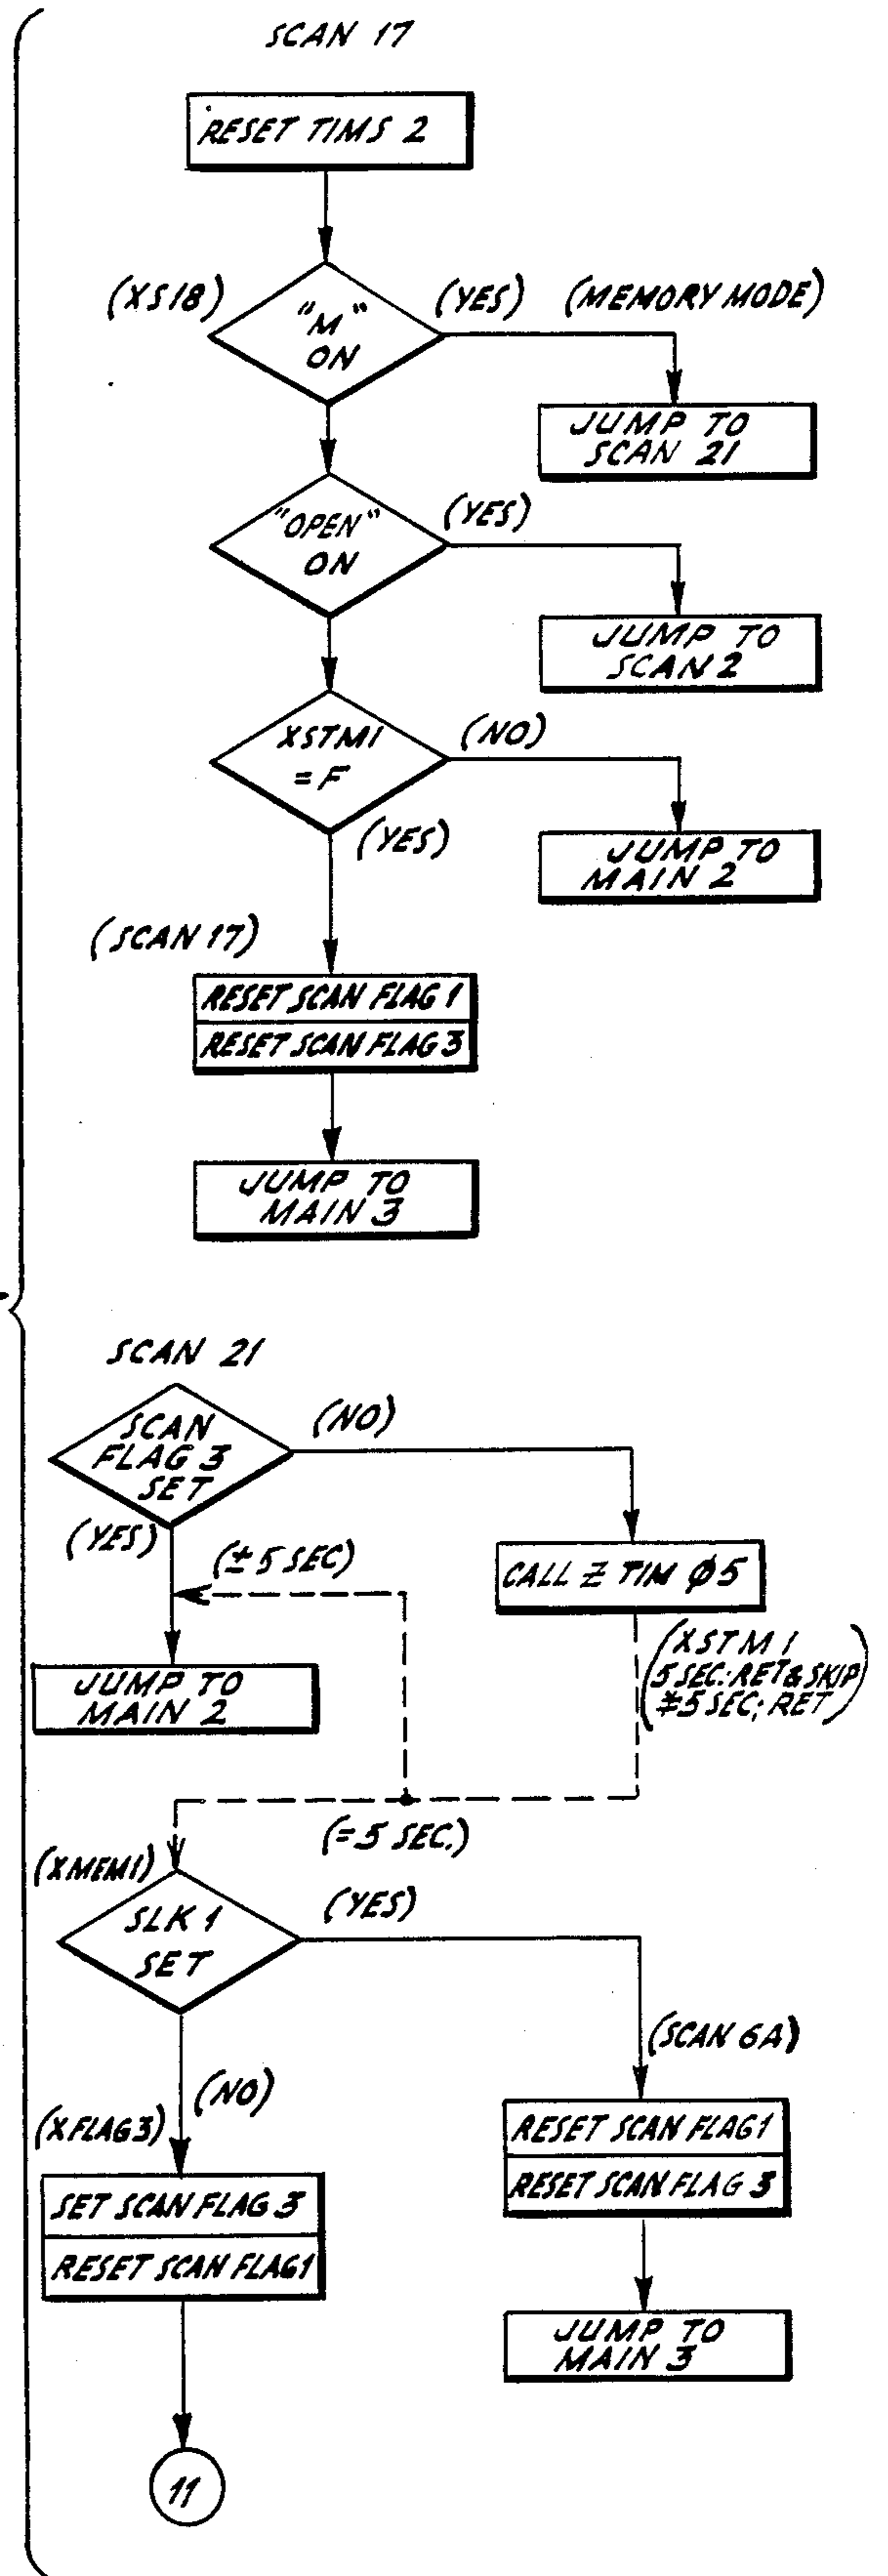 SCAN 17
RESET TIMS 2
(XS18)
"M"
ON
(YES)
(MEMORY MODE)
JUMP TO
SCAN 21
"OPEN"
ON
(YES)
JUMP TO
SCAN 2
XSTM1
= F
(NO)
(YES)
JUMP TO
MAIN 2
(SCAN 17)
RESET SCAN FLAG 1
RESET SCAN FLAG 3
JUMP TO
MAIN 3
SCAN 21
SCAN
FLAG 3
SET
(NO)
(YES)
(± 5 SEC)
CALL Z TIM Ø5
JUMP TO
MAIN 2
(XSTM1
5 SEC: RET & SKIP
±5 SEC; RET)
(= 5 SEC.)
(XMEM1)
SLK 1
SET
(YES)
(SCAN 6A)
(NO)
(XFLAG3)
RESET SCAN FLAG 1
RESET SCAN FLAG 3
SET SCAN FLAG 3
RESET SCAN FLAG 1
JUMP TO
MAIN 3
11